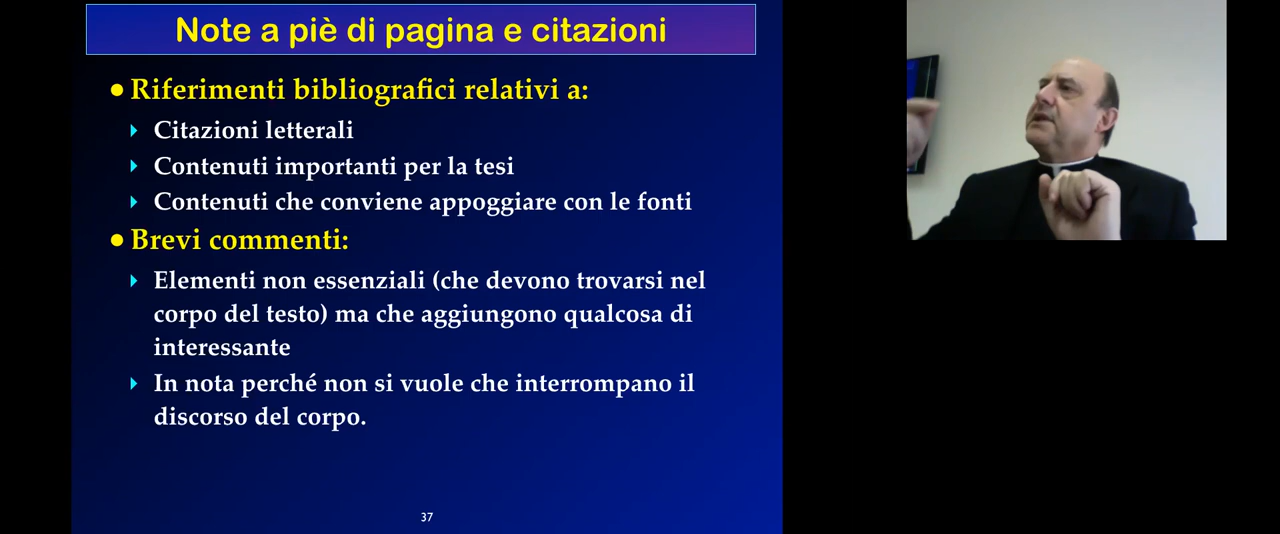 Note a piè di pagina e citazioni
Riferimenti bibliografici relativi a:
Citazioni letterali
Contenuti importanti per la tesi
Contenuti che conviene appoggiare con le fonti
Brevi commenti:
Elementi non essenziali (che devono trovarsi nel
corpo del testo) ma che aggiungono qualcosa di
interessante
In nota perché non si vuole che interrompano il
discorso del corpo.
37